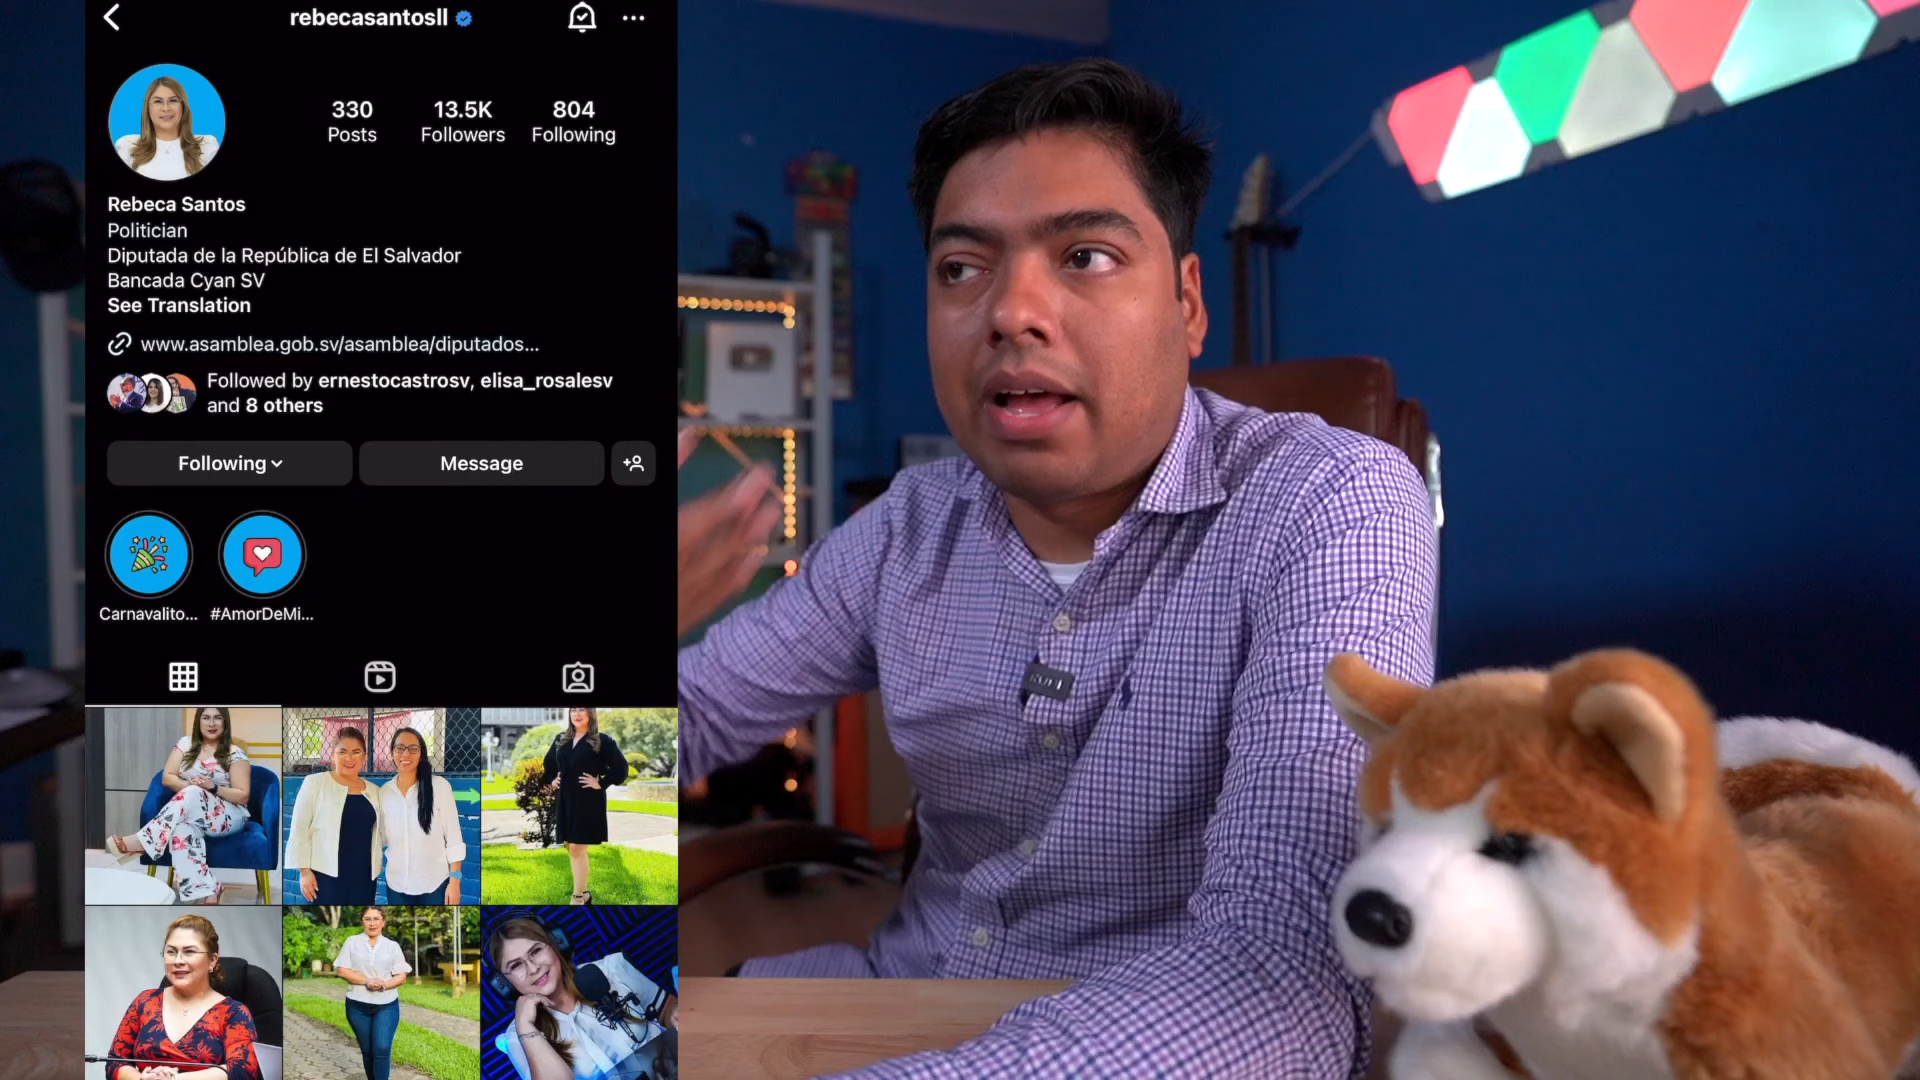 rebecasantosll
330
Posts
13.5K
Followers
804
Following
Rebeca Santos
Politician
Diputada de la República de El Salvador
Bancada Cyan SV
See Translation
www.asamblea.gob.sv/asamblea/diputados...
Followed by ernestocastrosv, elisa_rosalesv
and 8 others
Following
Message
Carnavalito...
#AmorDeMi...